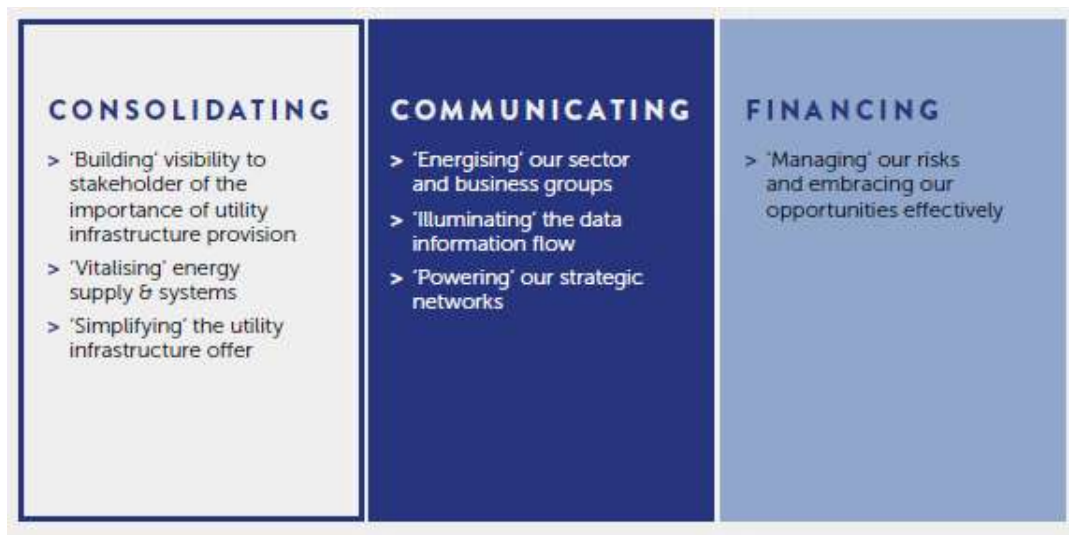 CONSOLIDATING
> 'Building' visibility to
stakeholder of the
importance of utility
infrastructure provision
> 'Vitalising' energy
supply & systems
> 'Simplifying' the utility
infrastructure offer
COMMUNICATING
> 'Energising' our sector
and business groups
> 'Illuminating' the data
information flow
> 'Powering' our strategic
networks
FINANCING
> 'Managing' our risks
and embracing our
opportunities effectively